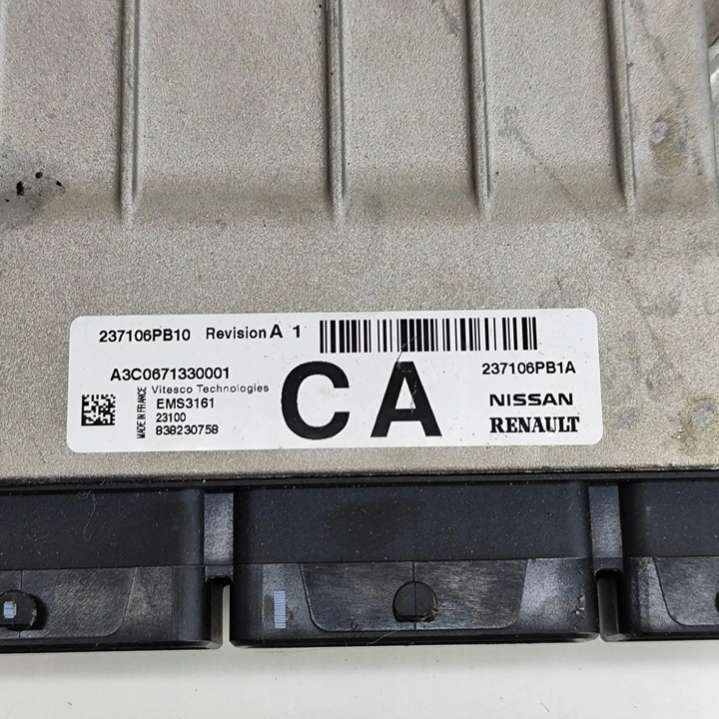 237106PB10 Revision A 1
A3C0671330001
237106PB1A
MADE IN FRANCE
Vitesco Technologies
EMS3161
23100
838230758
CA
NISSAN
RENAULT